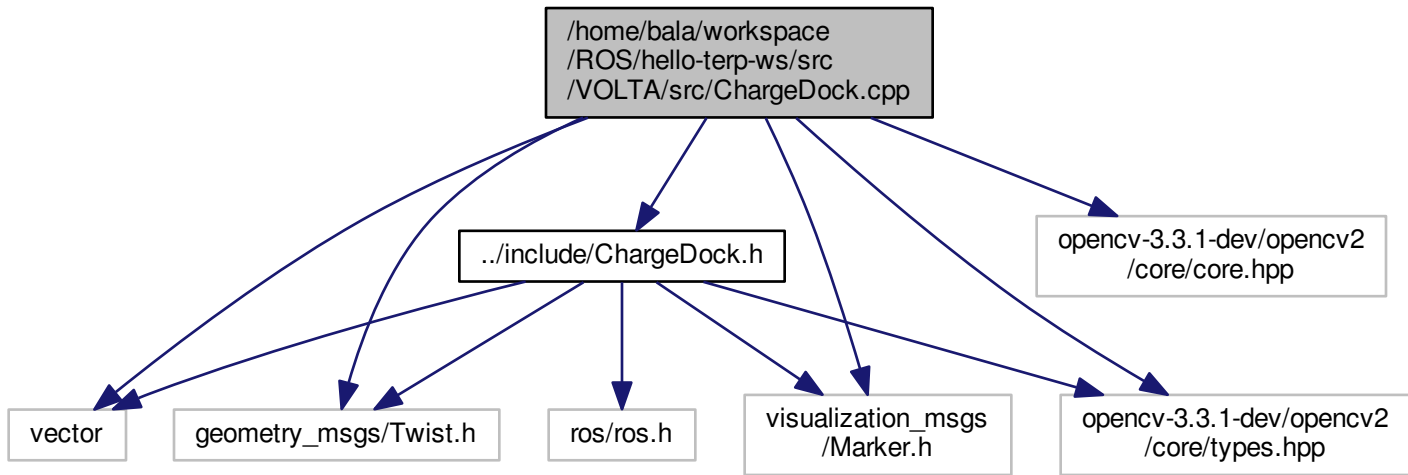 /home/bala/workspace
/ROS/hello-terp-ws/src
/VOLTA/src/ChargeDock.cpp
../include/ChargeDock.h
opencv-3.3.1-dev/opencv2
/core/core.hpp
vector
geometry_msgs/Twist.h
ros/ros.h
visualization_msgs
/Marker.h
opencv-3.3.1-dev/opencv2
/core/types.hpp